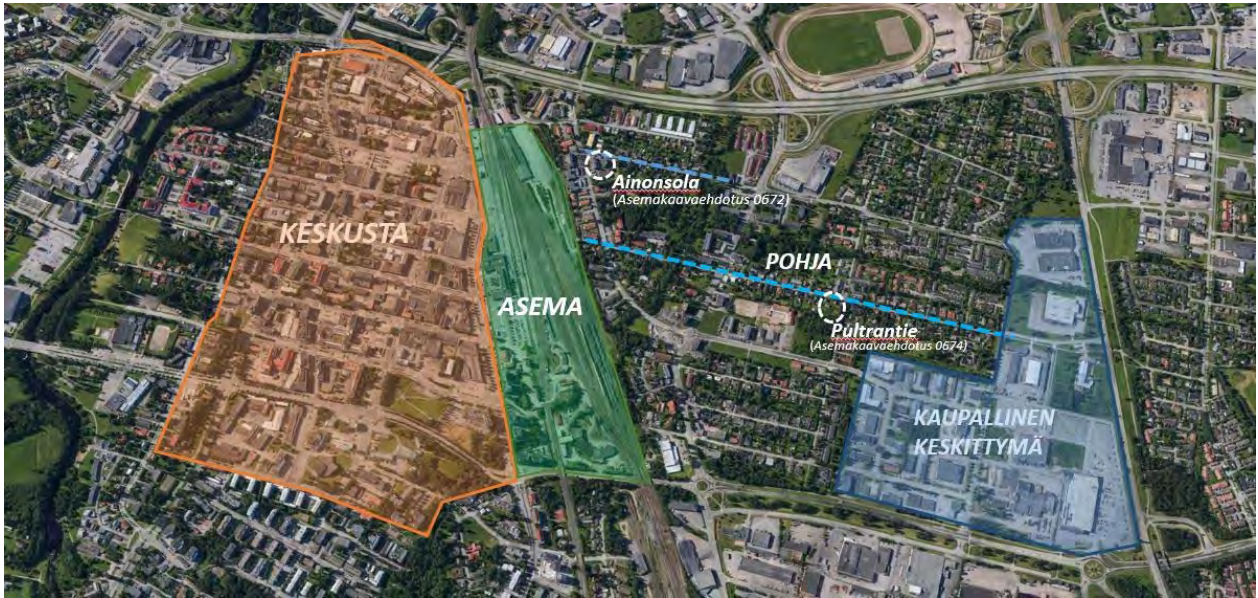 Ainonsola
(Asemakaavaehdotus 0672)
KESKUSTA
POHJA
ASEMA
Pultrantie
(Asemakaavaehdotus 0674)
KAUPALLINEN
KESKITTYMÄ